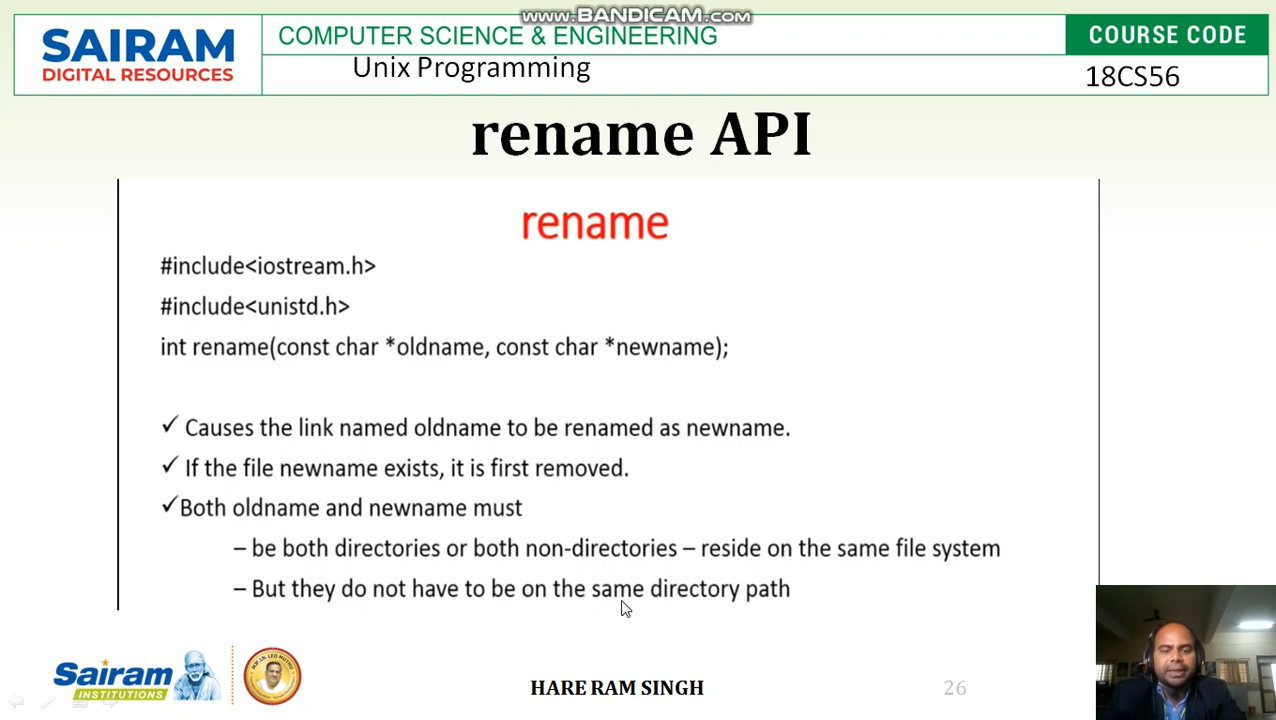 www.BANDICAM.com
SAIRAM
DIGITAL RESOURCES
COMPUTER SCIENCE & ENGINEERING
COURSE CODE
Unix Programming
18CS56
rename API
rename
#include<iostream.h>
#include<unistd.h>
int rename(const char *oldname, const char *newname);
✓ Causes the link named oldname to be renamed as newname.
✓ If the file newname exists, it is first removed.
✓Both oldname and newname must
– be both directories or both non-directories – reside on the same file system
– But they do not have to be on the same directory path
Sairam
INSTITUTIONS
HARE RAM SINGH
26